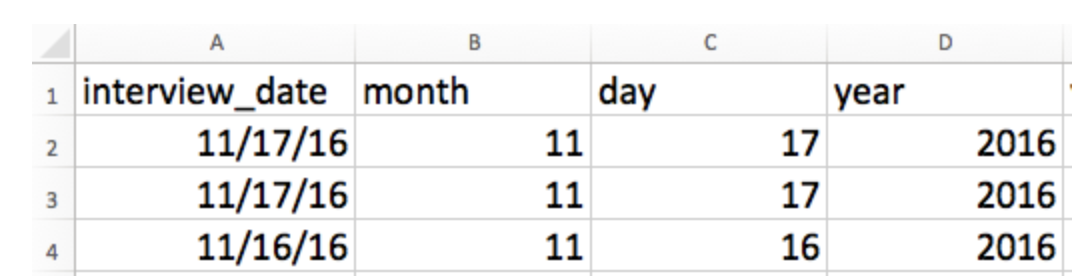 A B C D
1 interview_date month day year
2 11/17/16 11 17 2016
3 11/17/16 11 17 2016
4 11/16/16 11 16 2016